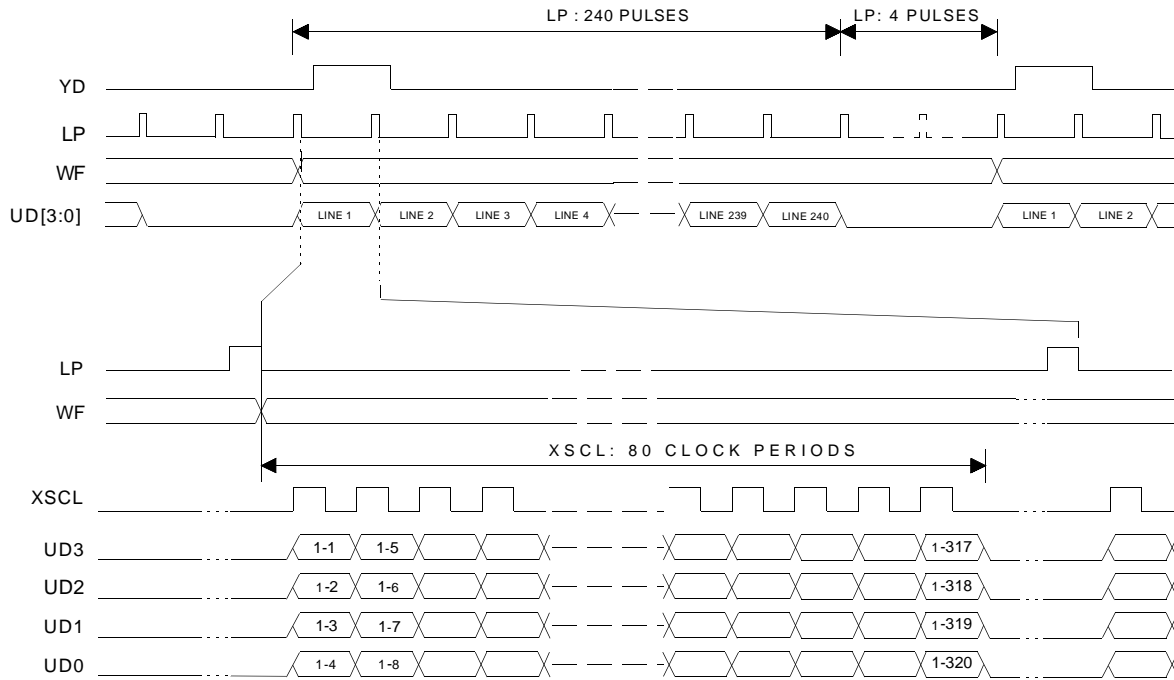 LP : 240 PULSES LP: 4 PULSES
YD
LP
WF
UD[3:0] LINE 1 LINE 2 LINE 3 LINE 4 LINE 239 LINE 240 LINE 1 LINE 2
LP
WF
XSCL: 80 CLOCK PERIODS
XSCL
UD3 1-1 1-5 1-317
UD2 1-2 1-6 1-318
UD1 1-3 1-7 1-319
UD0 1-4 1-8 1-320